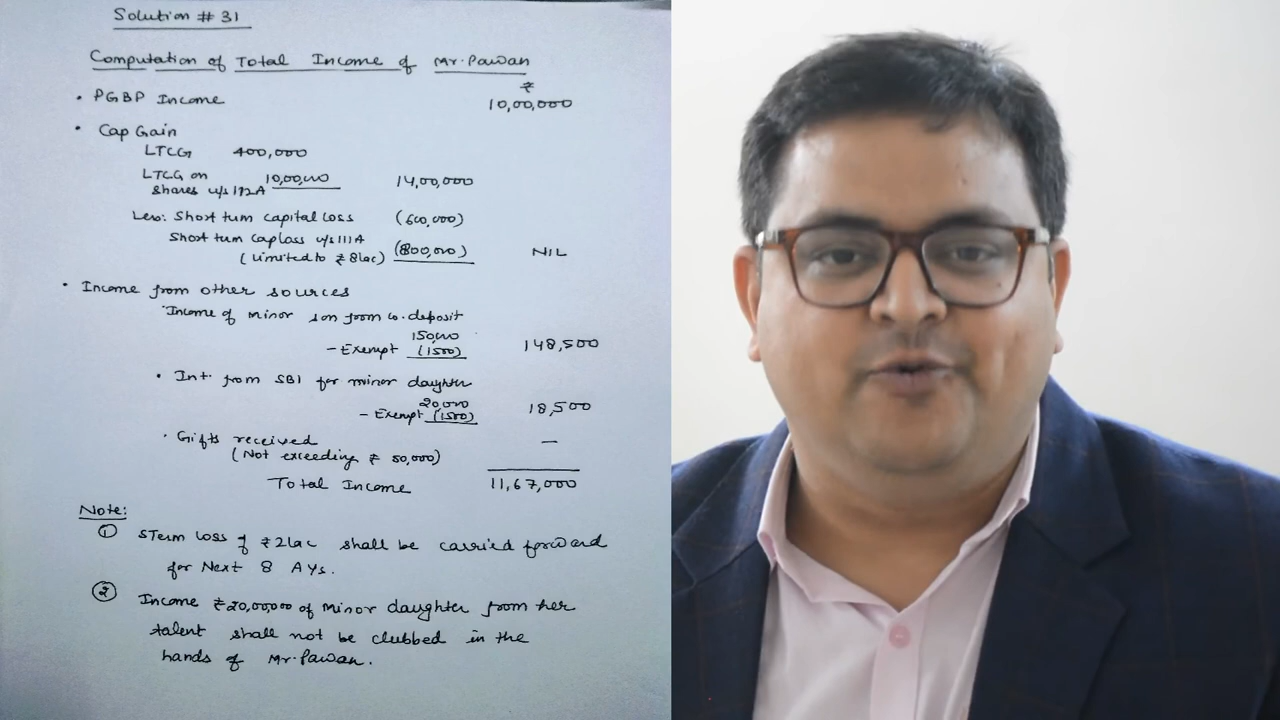 Solution # 31
Computation of Total Income of Mr. Pawan
₹
• PGBP Income 10,00,000
• Cap Gain
LTCG 400,000
LTCG on 10,00,000 14,00,000
shares u/s 112A
Less: Short term capital loss (600,000)
Short term cap loss u/s 111A
(Limited to ₹ 8 lac) (800,000) NIL
• Income from other sources
• Income of minor son from co. deposit
150,000
- Exempt (1500) 148,500
• Int. from SBI for minor daughter
20,000
- Exempt (1500) 18,500
• Gifts received —
(Not exceeding ₹ 50,000)
Total Income 11,67,000
Note:
① STerm Loss of ₹2lac shall be carried forward
for Next 8 AYs.
② Income ₹20,00,000 of minor daughter from her
talent shall not be clubbed in the
hands of Mr. Pawan.